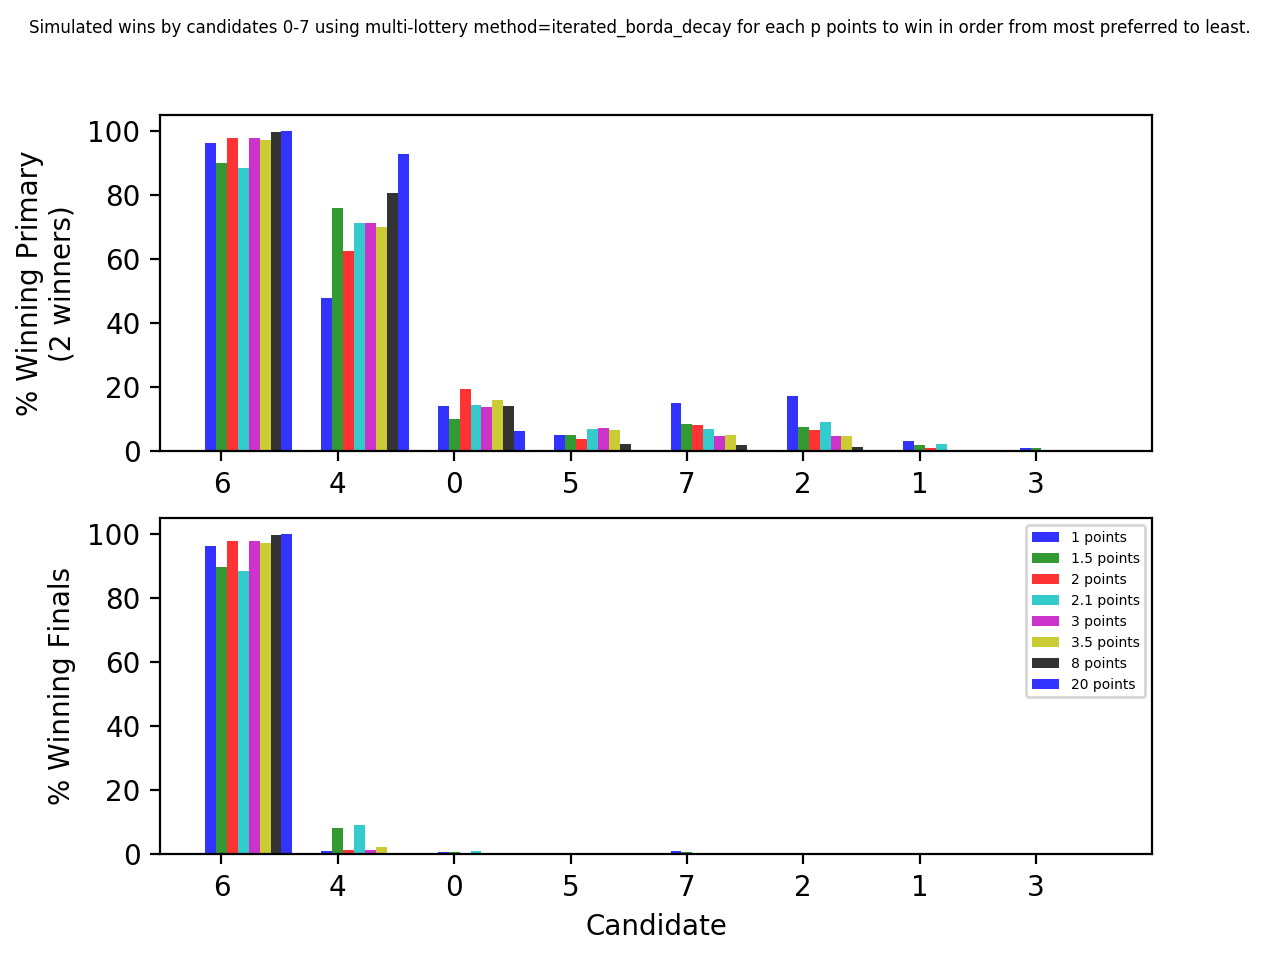 Simulated wins by candidates 0-7 using multi-lottery method=iterated_borda_decay for each p points to win in order from most preferred to least.
% Winning Primary
(2 winners)
100
80
60
40
20
0
6 4 0 5 7 2 1 3
% Winning Finals
100
80
60
40
20
0
1 points
1.5 points
2 points
2.1 points
3 points
3.5 points
8 points
20 points
6 4 0 5 7 2 1 3
Candidate